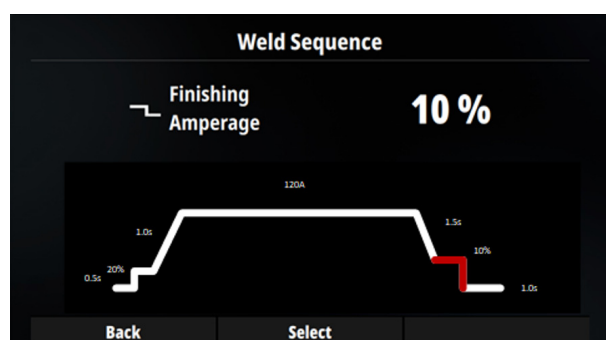 Weld Sequence
Finishing
Amperage
10 %
120A
1.0s
1.5s
20%
10%
0.5s
1.0s
Back
Select